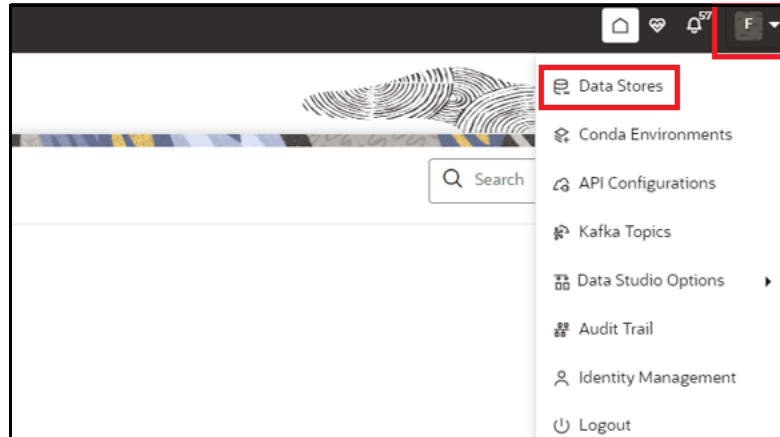 57
F
Data Stores
Conda Environments
Search
API Configurations
Kafka Topics
Data Studio Options
Audit Trail
Identity Management
Logout